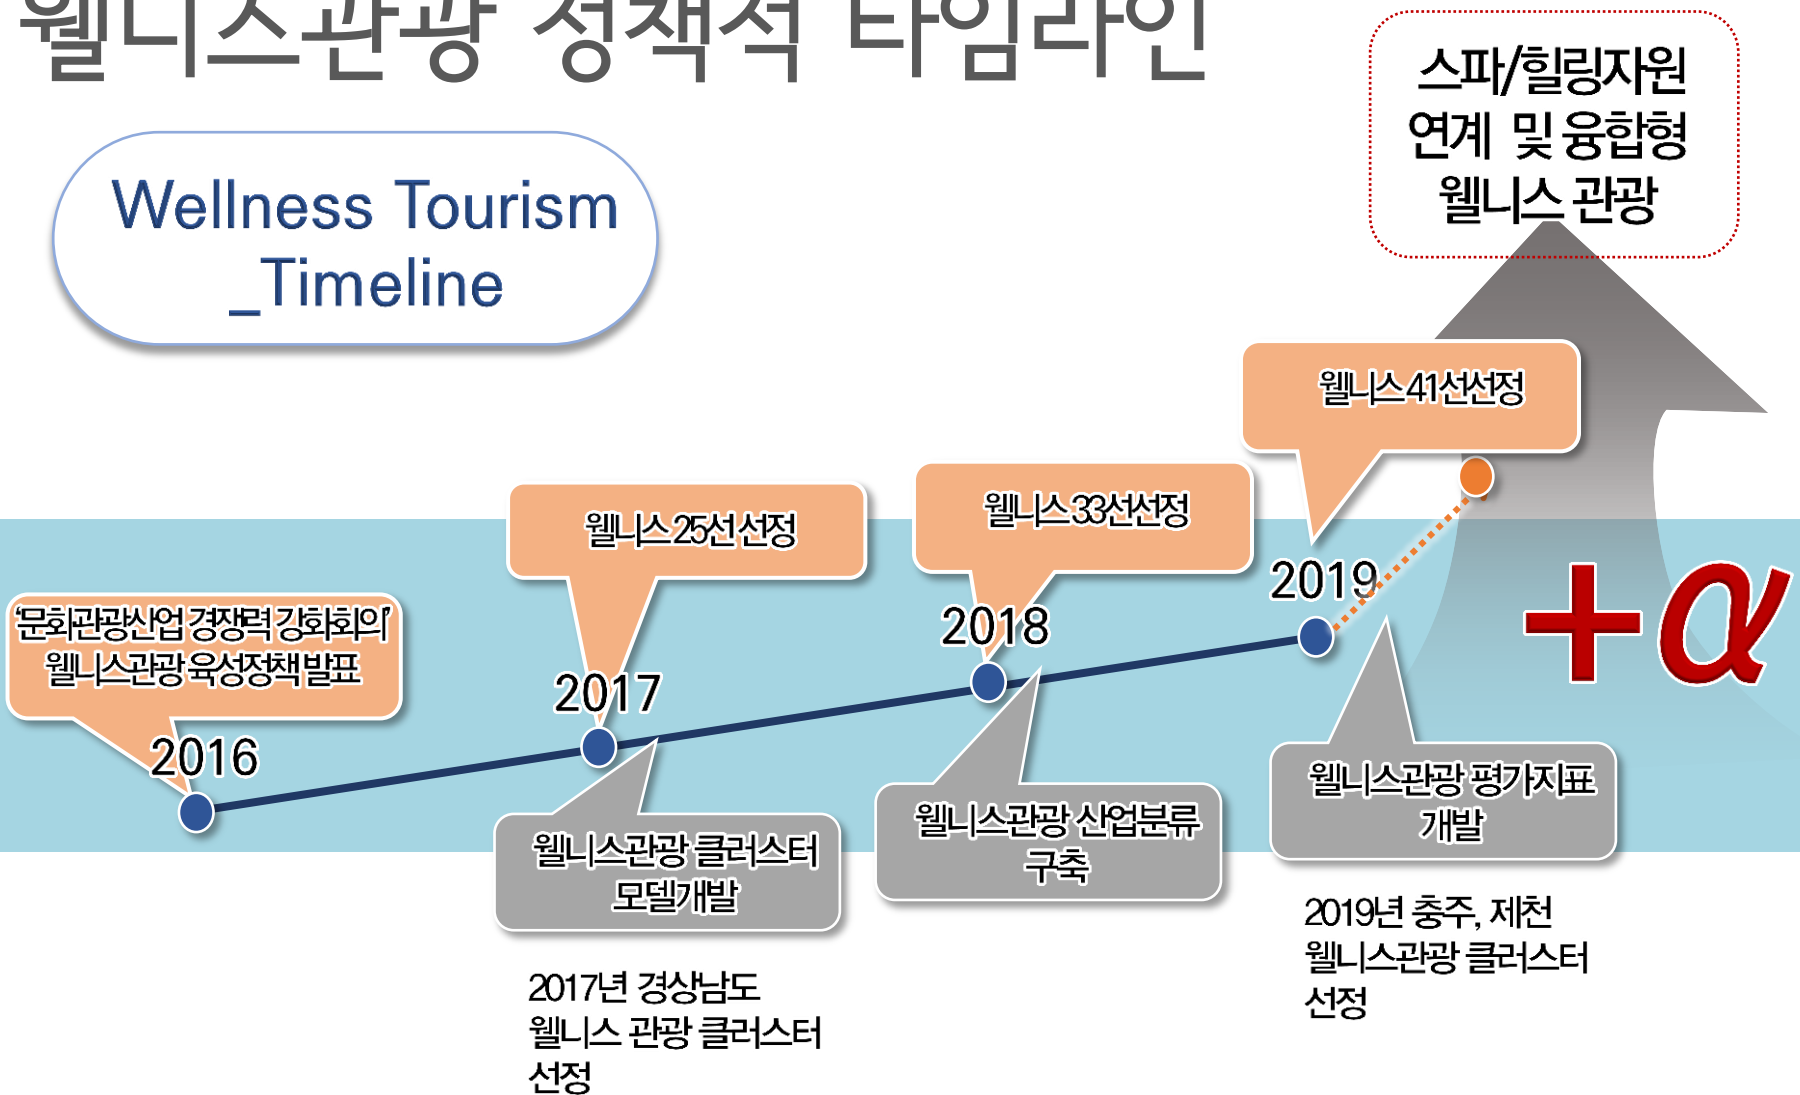 웰니스관광 정책적 타임라인
Wellness Tourism
_Timeline
스파/힐링자원
연계 및 융합형
웰니스 관광
웰니스 41선선정
웰니스 33선선정
웰니스 25선 선정
'문화관광산업 경쟁력 강화회의'
웰니스관광 육성정책 발표
2016
2017
2018
2019
+α
웰니스관광 클러스터
모델개발
웰니스관광 산업분류
구축
웰니스관광 평가지표
개발
2017년 경상남도
웰니스 관광 클러스터
선정
2019년 충주, 제천
웰니스관광 클러스터
선정